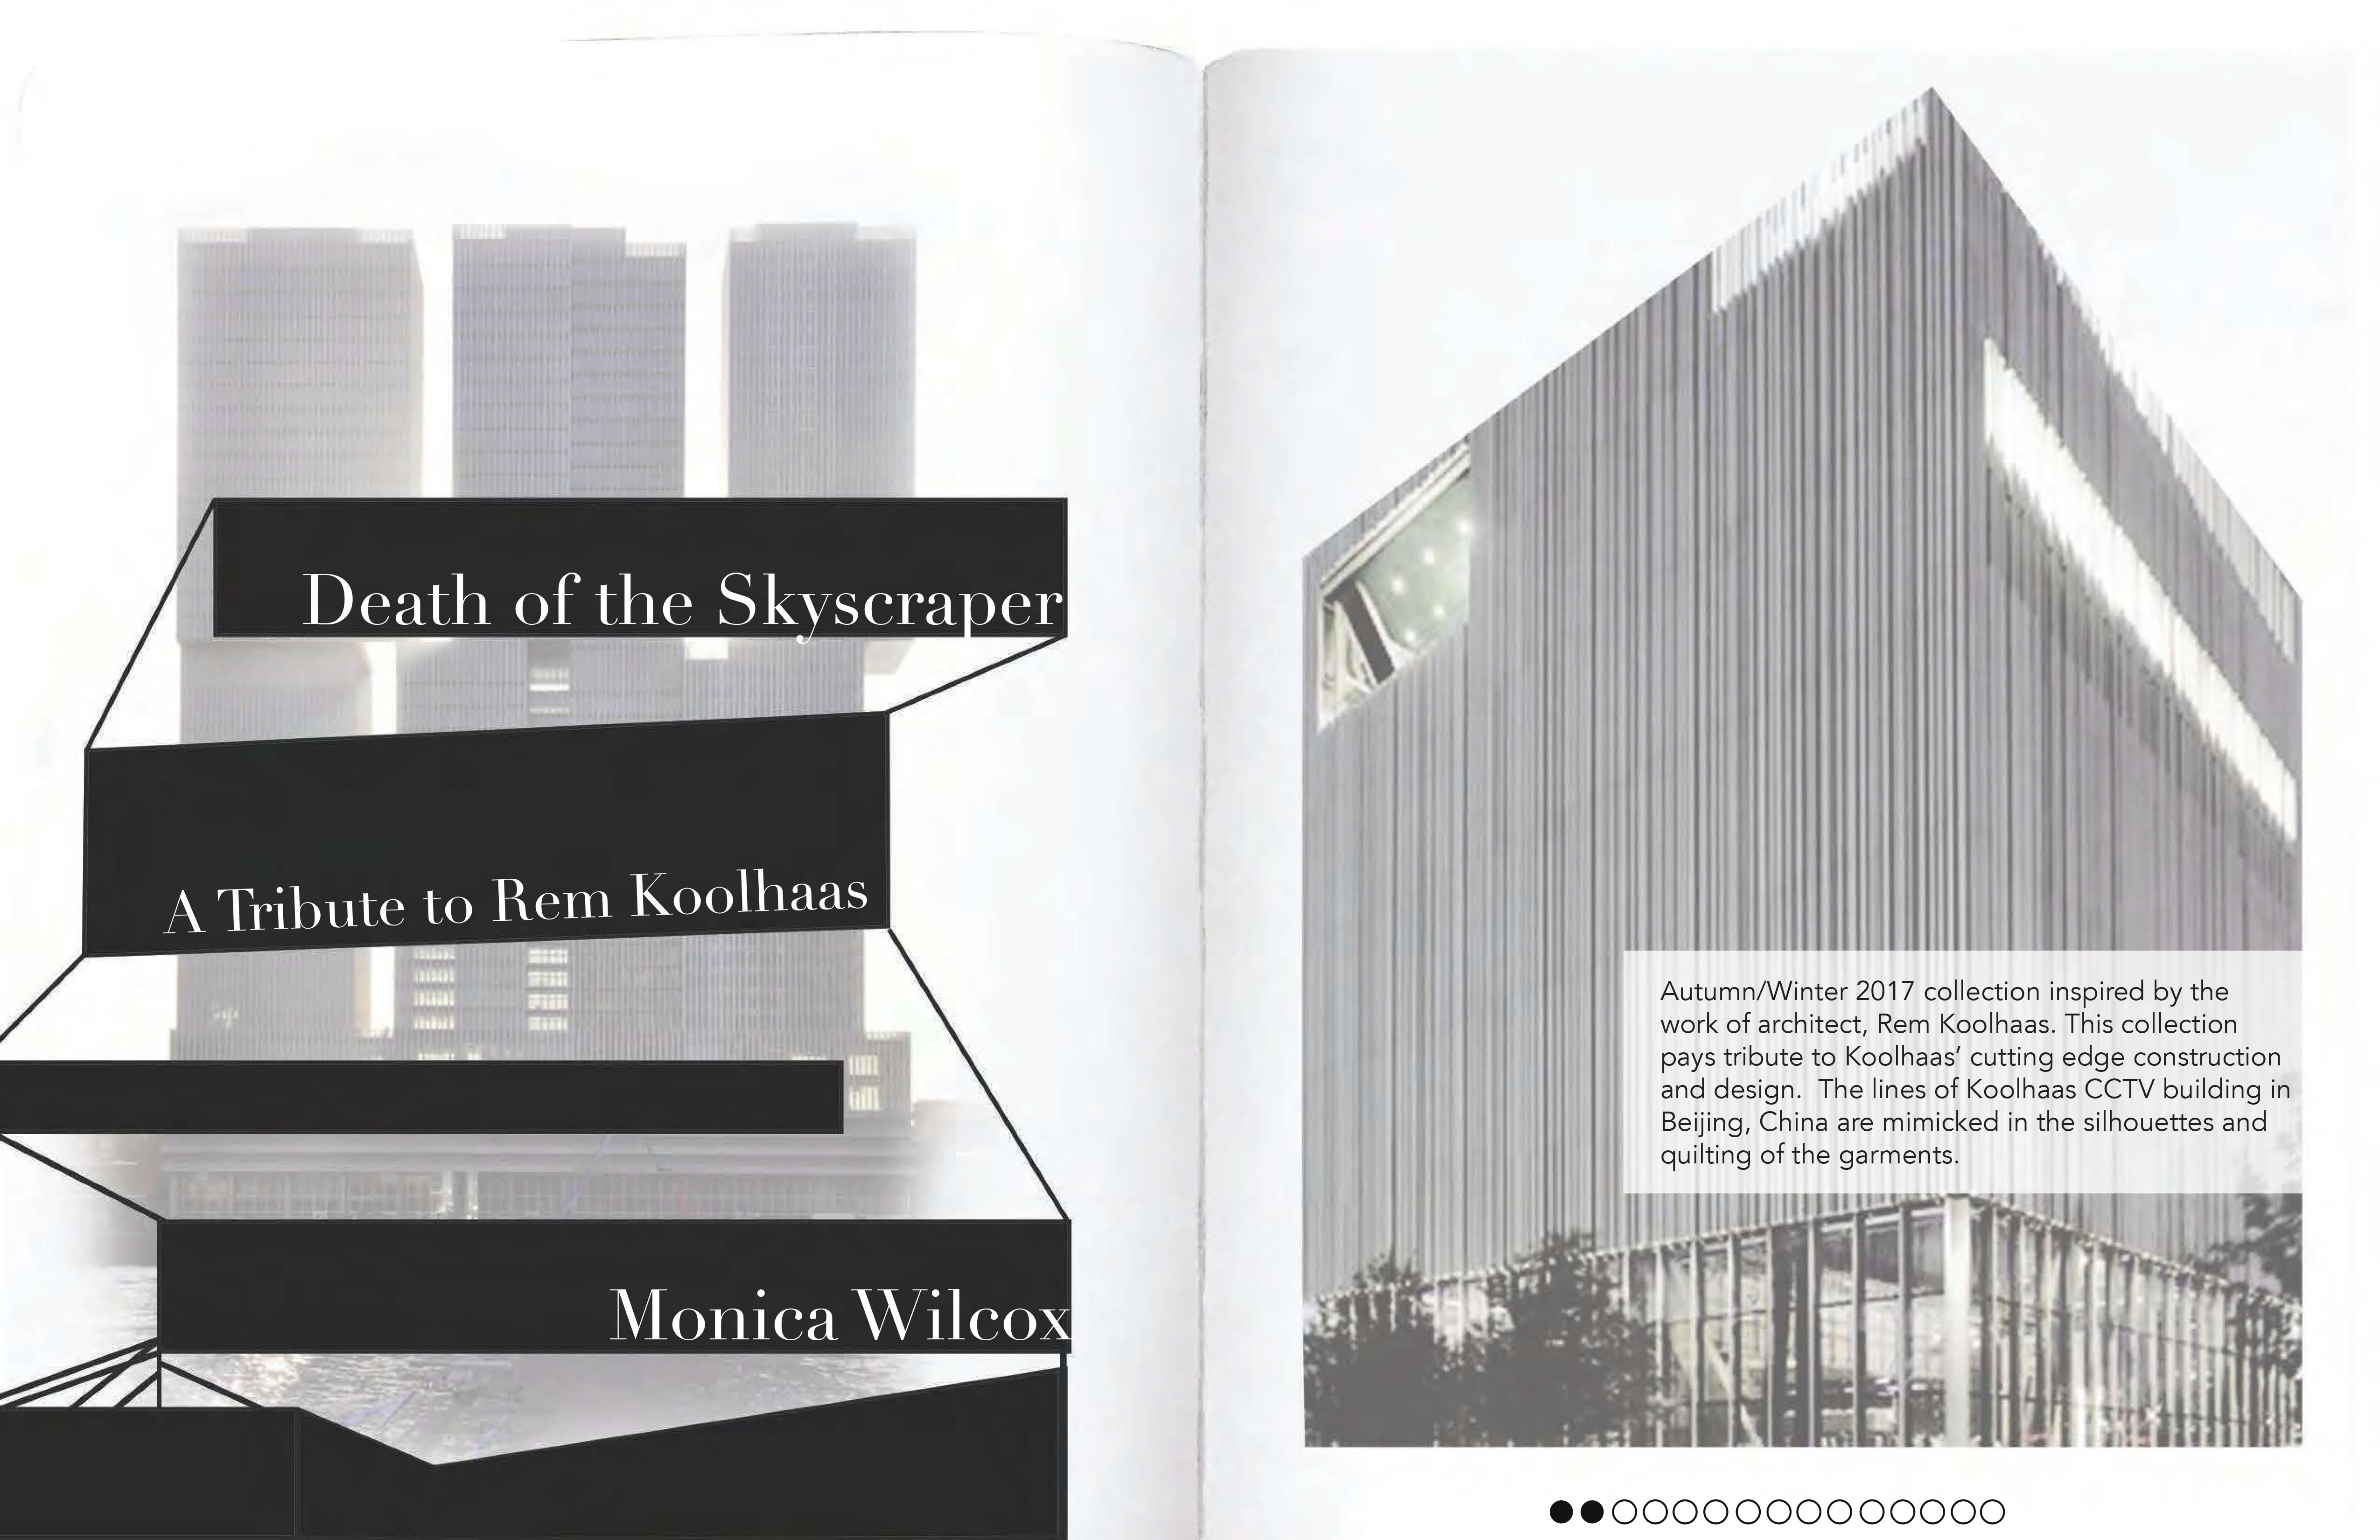 Death of the Skyscraper
A Tribute to Rem Koolhaas
Monica Wilcox
Autumn/Winter 2017 collection inspired by the
work of architect, Rem Koolhaas. This collection
pays tribute to Koolhaas’ cutting edge construction
and design.  The lines of Koolhaas CCTV building in
Beijing, China are mimicked in the silhouettes and
quilting of the garments.